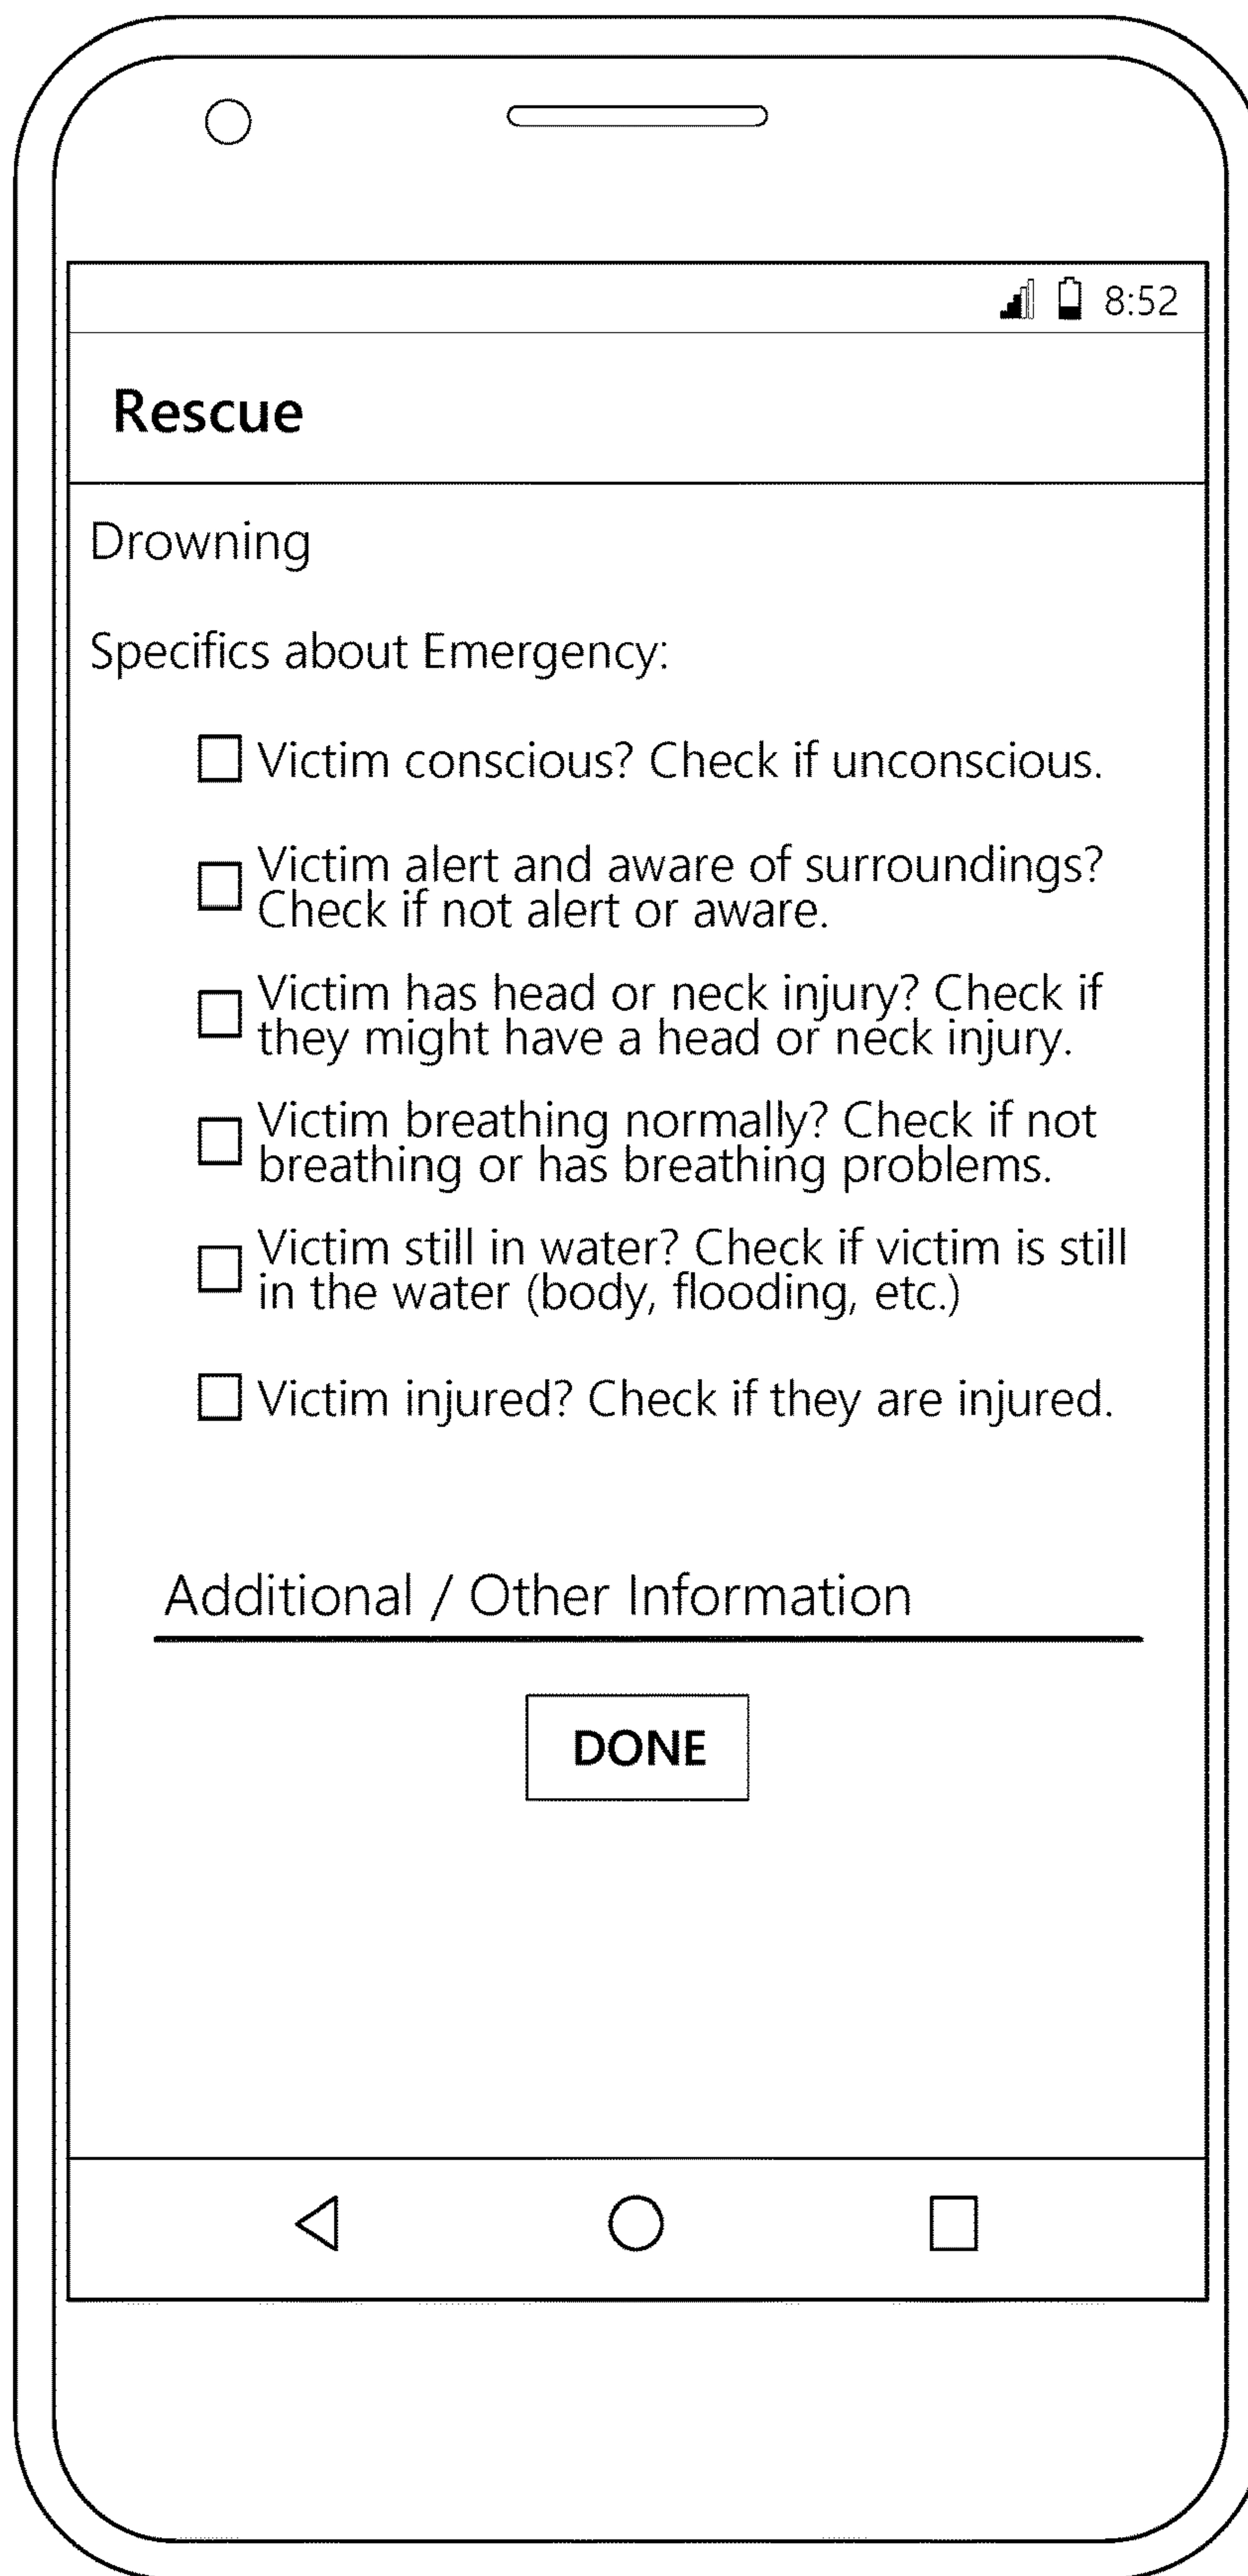 8:52
Rescue
Drowning
Specifics about Emergency:
Victim conscious? Check if unconscious.
Victim alert and aware of surroundings?
Check if not alert or aware.
Victim has head or neck injury? Check if
they might have a head or neck injury.
Victim breathing normally? Check if not
breathing or has breathing problems.
Victim still in water? Check if victim is still
in the water (body, flooding, etc.)
Victim injured? Check if they are injured.
Additional / Other Information
DONE